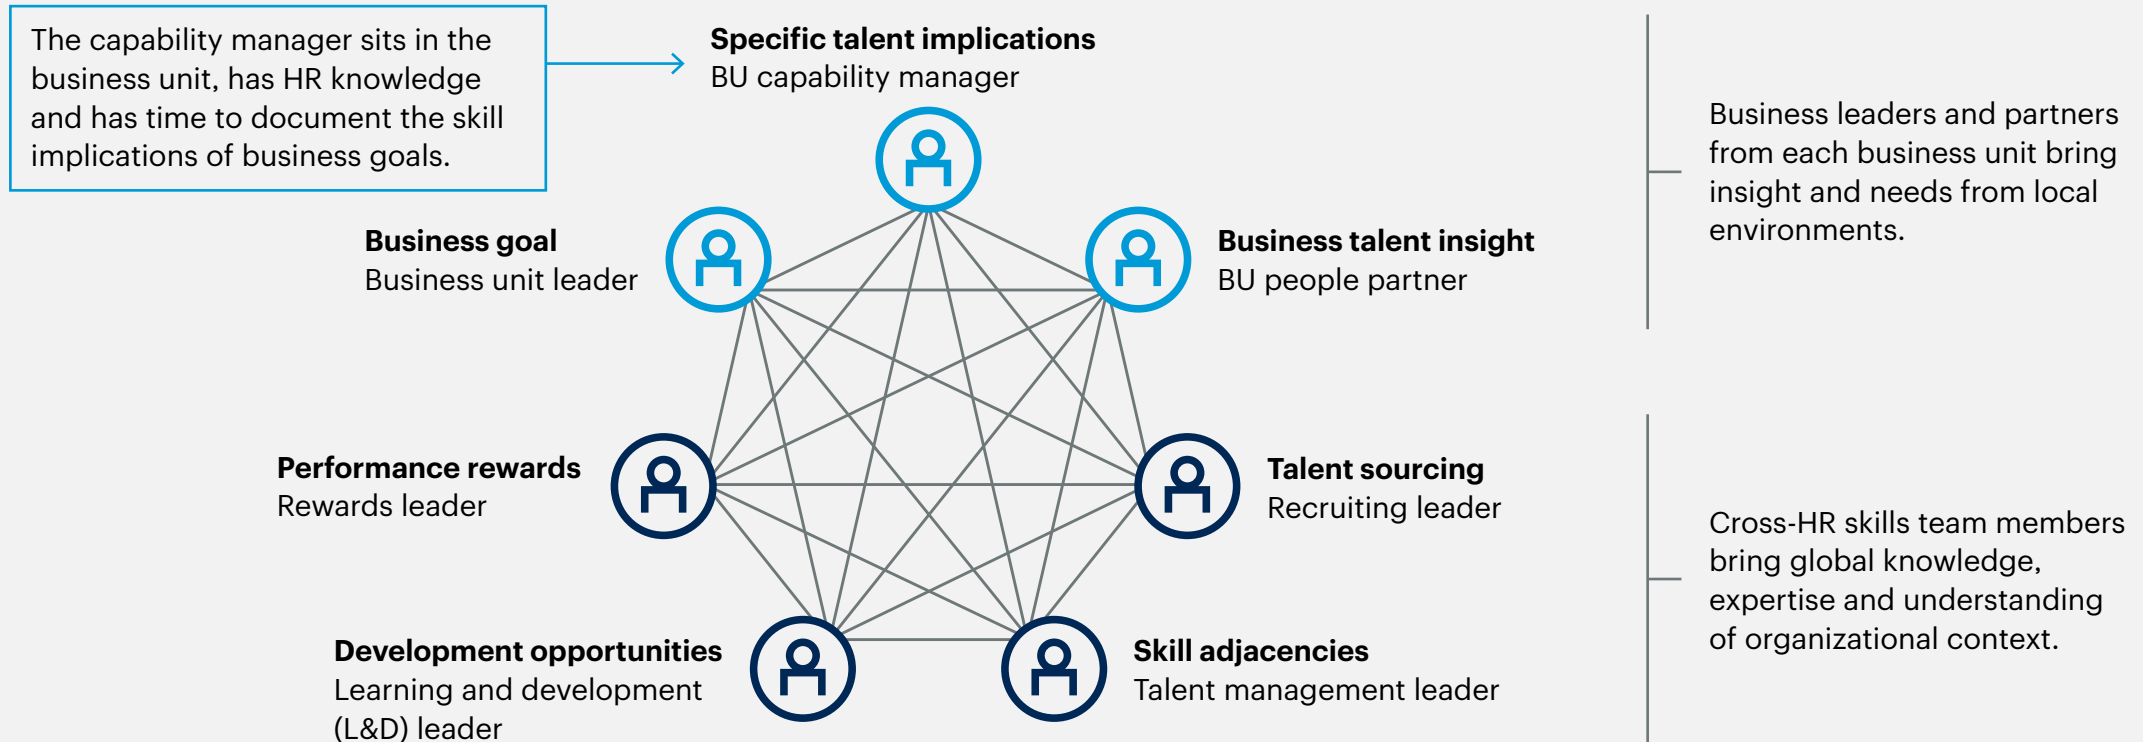 The capability manager sits in the
business unit, has HR knowledge
and has time to document the skill
implications of business goals.
Specific talent implications
BU capability manager
Business goal
Business unit leader
Business talent insight
BU people partner
Business leaders and partners
from each business unit bring
insight and needs from local
environments.
Performance rewards
Rewards leader
Talent sourcing
Recruiting leader
Development opportunities
Learning and development
(L&D) leader
Skill adjacencies
Talent management leader
Cross-HR skills team members
bring global knowledge,
expertise and understanding
of organizational context.